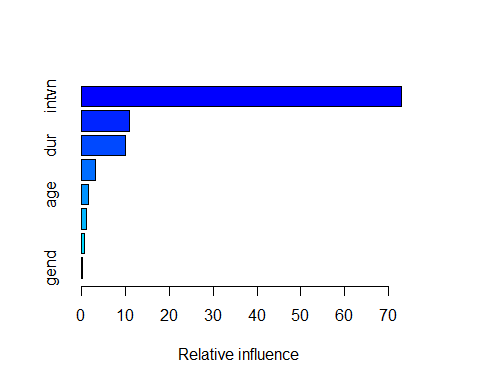 intvn
dur
age
gend
0 10 20 30 40 50 60 70
Relative influence